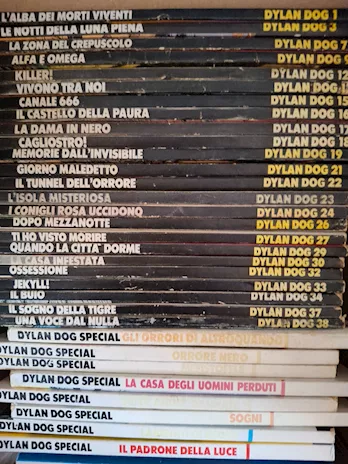 L'ALBA DEI MORTI VIVENTI DYLAN DOG 1
LE NOTTI DELLA LUNA PIENA DYLAN DOG 3
LA ZONA DEL CREPUSCOLO DYLAN DOG 7
ALFA E OMEGA DYLAN DOG 9
KILLER! DYLAN DOG 12
VIVONO TRA NOI DYLAN DOG 13
CANALE 666 DYLAN DOG 15
IL CASTELLO DELLA PAURA DYLAN DOG 16
LA DAMA IN NERO DYLAN DOG 17
CAGLIOSTRO! DYLAN DOG 18
MEMORIE DALL'INVISIBILE DYLAN DOG 19
GIORNO MALEDETTO DYLAN DOG 21
IL TUNNEL DELL'ORRORE DYLAN DOG 22
L'ISOLA MISTERIOSA DYLAN DOG 23
I CONIGLI ROSA UCCIDONO DYLAN DOG 24
DOPO MEZZANOTTE DYLAN DOG 26
TI HO VISTO MORIRE DYLAN DOG 27
QUANDO LA CITTA' DORME DYLAN DOG 29
LA CASA INFESTATA DYLAN DOG 30
OSSESSIONE DYLAN DOG 32
JEKYLL! DYLAN DOG 33
IL BUIO DYLAN DOG 34
IL SOGNO DELLA TIGRE DYLAN DOG 37
UNA VOCE DAL NULLA DYLAN DOG 38
DYLAN DOG SPECIAL GLI ORRORI DI ALTROQUANDO
DYLAN DOG SPECIAL ORRORE NERO
DYLAN DOG SPECIAL
DYLAN DOG SPECIAL LA CASA DEGLI UOMINI PERDUTI
DYLAN DOG SPECIAL
DYLAN DOG SPECIAL SOGNI
DYLAN DOG SPECIAL
DYLAN DOG SPECIAL IL PADRONE DELLA LUCE